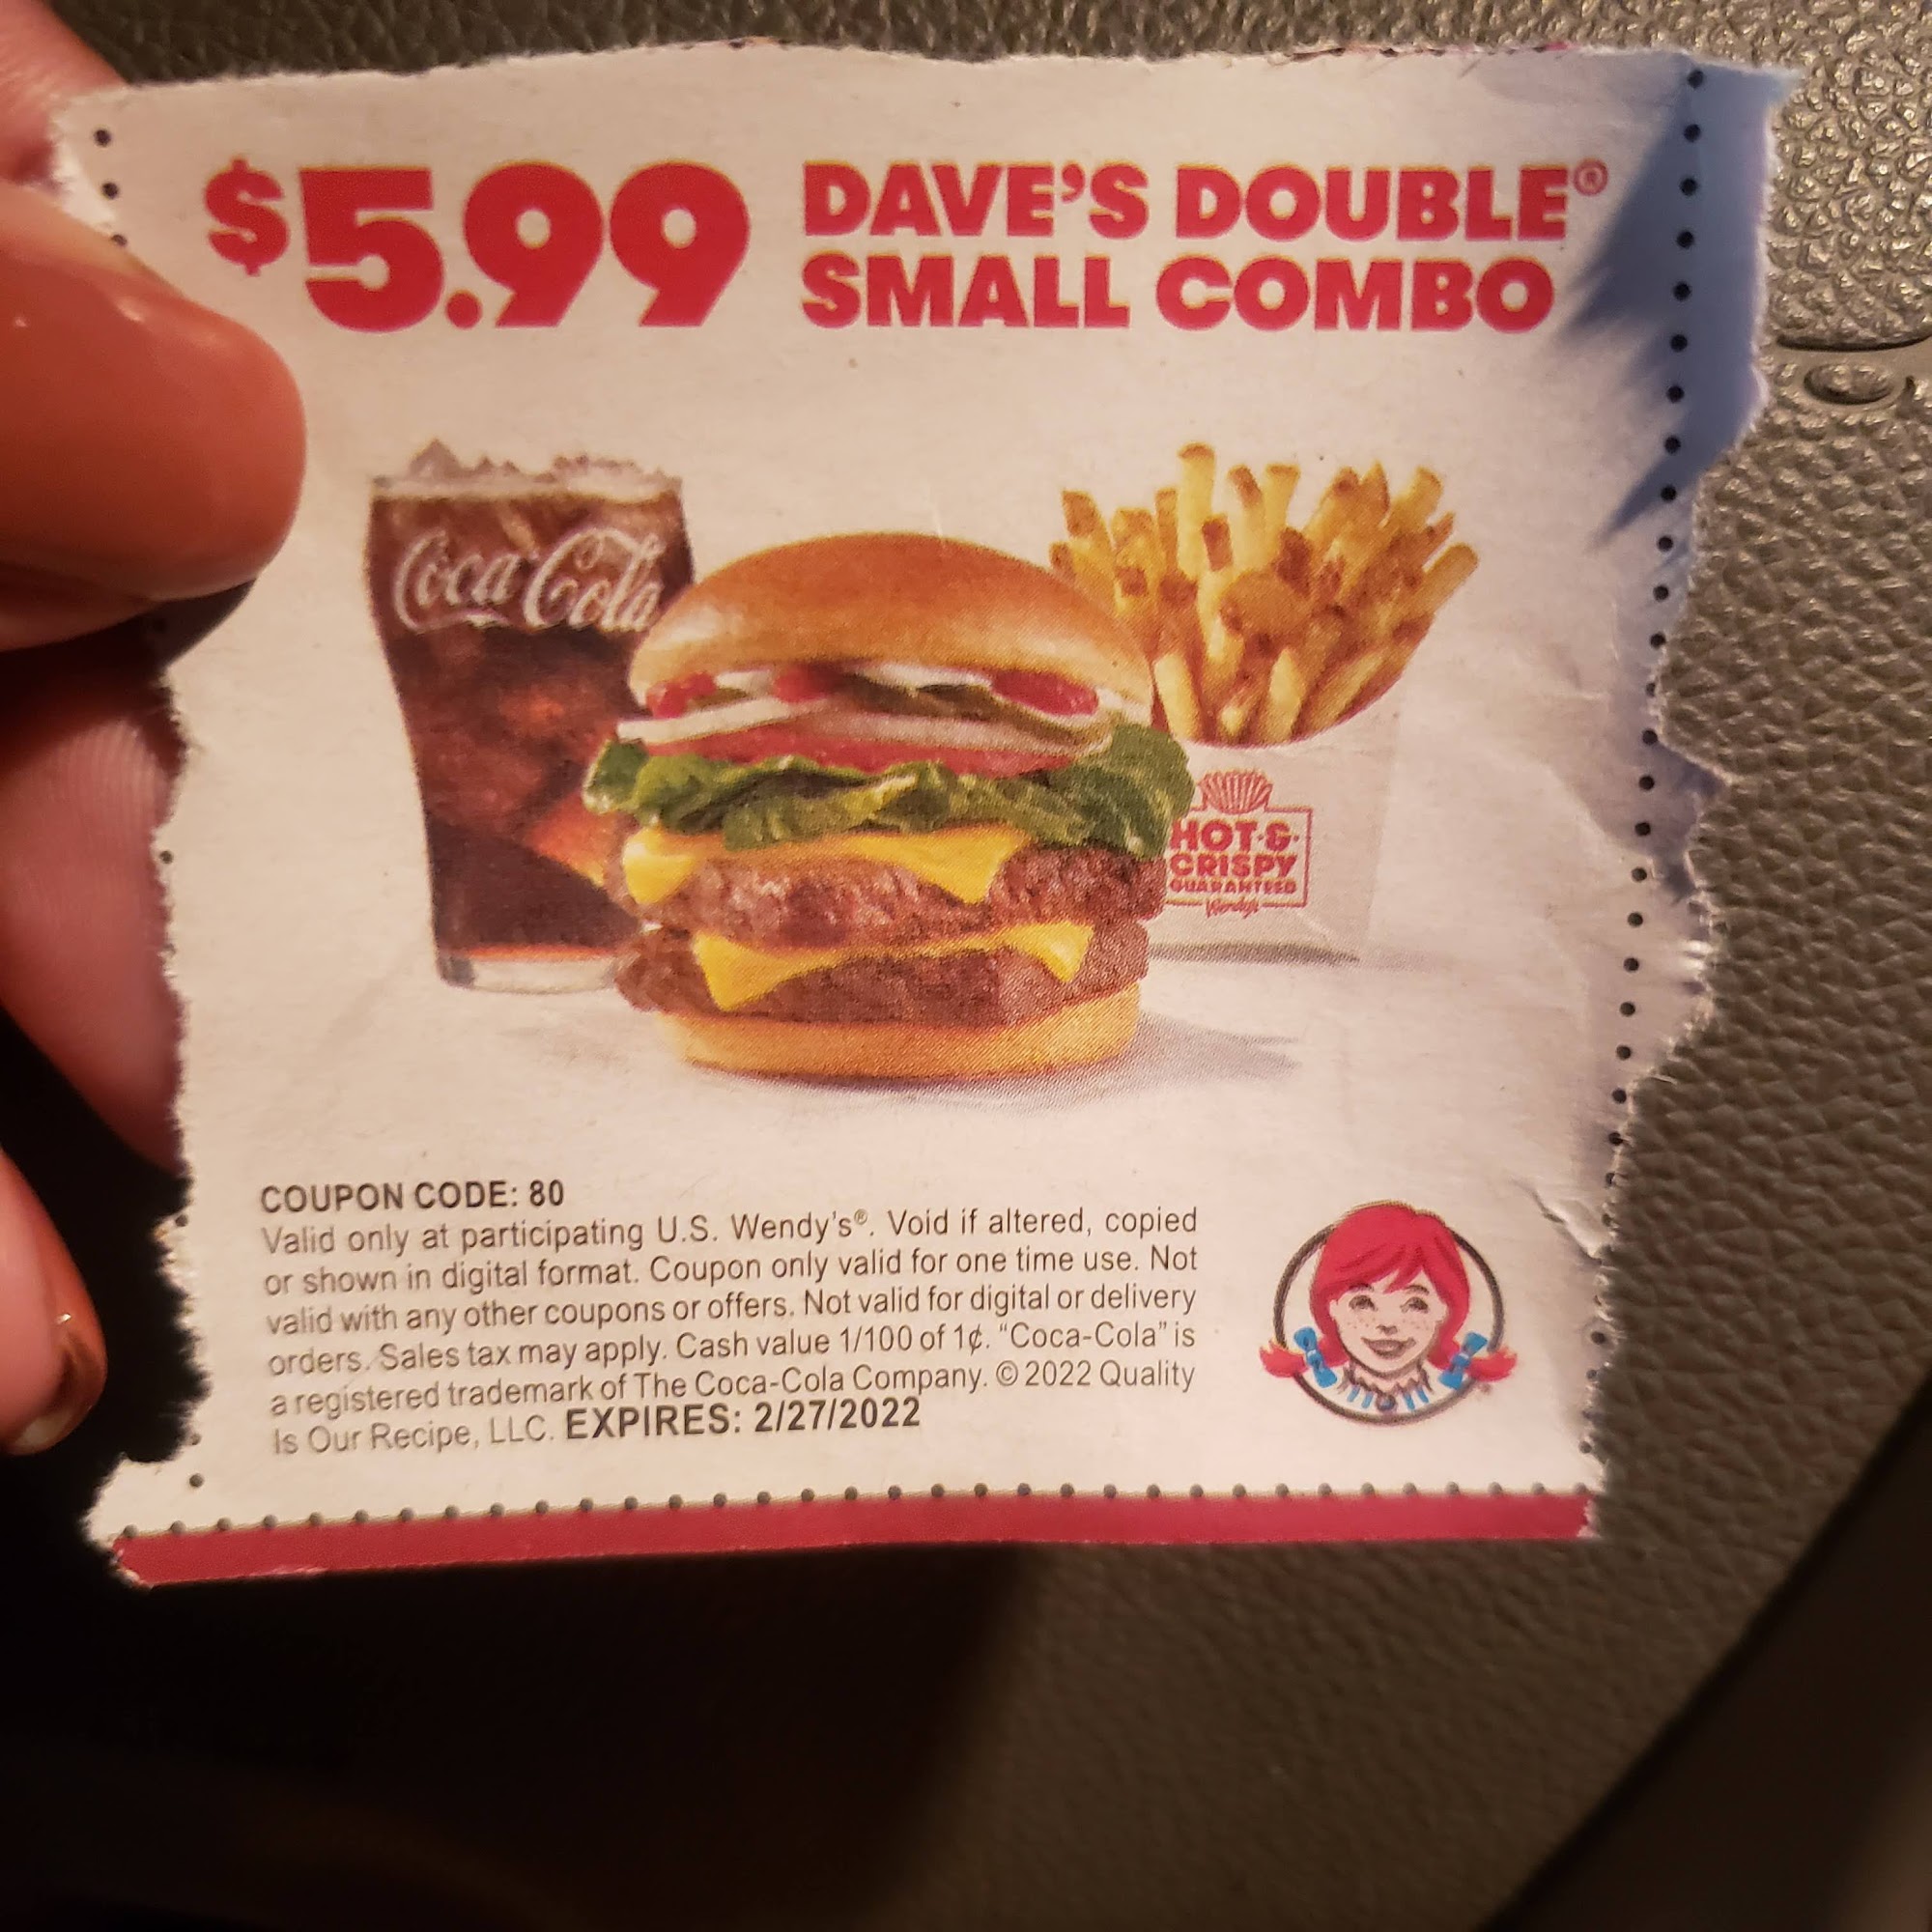 $5.99 DAVE'S DOUBLE®
SMALL COMBO
Coca-Cola
HOT·&·
CRISPY
GUARANTEED
Wendy's
COUPON CODE: 80
Valid only at participating U.S. Wendy's®. Void if altered, copied
or shown in digital format. Coupon only valid for one time use. Not
valid with any other coupons or offers. Not valid for digital or delivery
orders. Sales tax may apply. Cash value 1/100 of 1¢. “Coca-Cola” is
a registered trademark of The Coca-Cola Company. © 2022 Quality
Is Our Recipe, LLC. EXPIRES: 2/27/2022